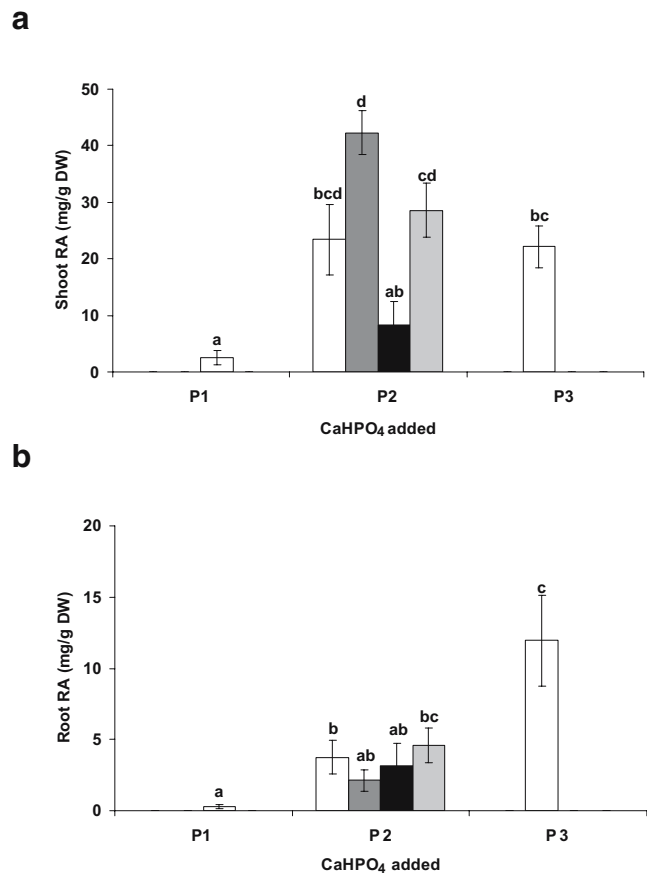 a
50
40
30
20
10
0
Shoot RA (mg/g DW)
a
bcd
d
ab
cd
bc
P1 P2 P3
CaHPO₄ added
b
20
15
10
5
0
Root RA (mg/g DW)
a
b
ab
ab
bc
c
P1 P 2 P 3
CaHPO₄ added